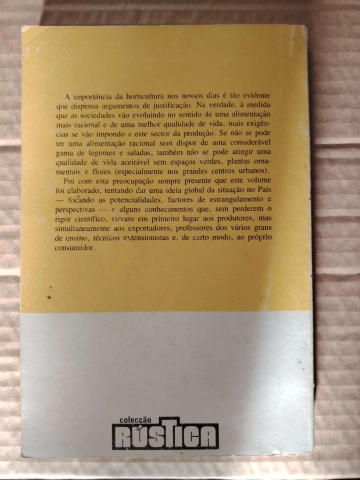 A importância da horticultura nos nossos dias é tão evidente
que dispensa argumentos de justificação. Na verdade, à medida
que as sociedades vão evoluindo no sentido de uma alimentação
mais racional e de uma melhor qualidade de vida, mais exigên-
cias se vão impondo a este sector da produção. Se não se pode
ter uma alimentação racional sem dispor de uma considerável
gama de legumes e saladas, também não se pode atingir uma
qualidade de vida aceitável sem espaços verdes, plantas orna-
mentais e flores (especialmente nos grandes centros urbanos).
Foi com esta preocupação sempre presente que este volume
foi elaborado, tentando dar uma ideia global da situação no País
— focando as potencialidades, factores de estrangulamento e
perspectivas — e alguns conhecimentos que, sem perderem o
rigor científico, sirvam em primeiro lugar aos produtores, mas
simultaneamente aos exportadores, professores dos vários graus
de ensino, técnicos extensionistas e, de certo modo, ao próprio
consumidor.
colecção
RÚSTICA